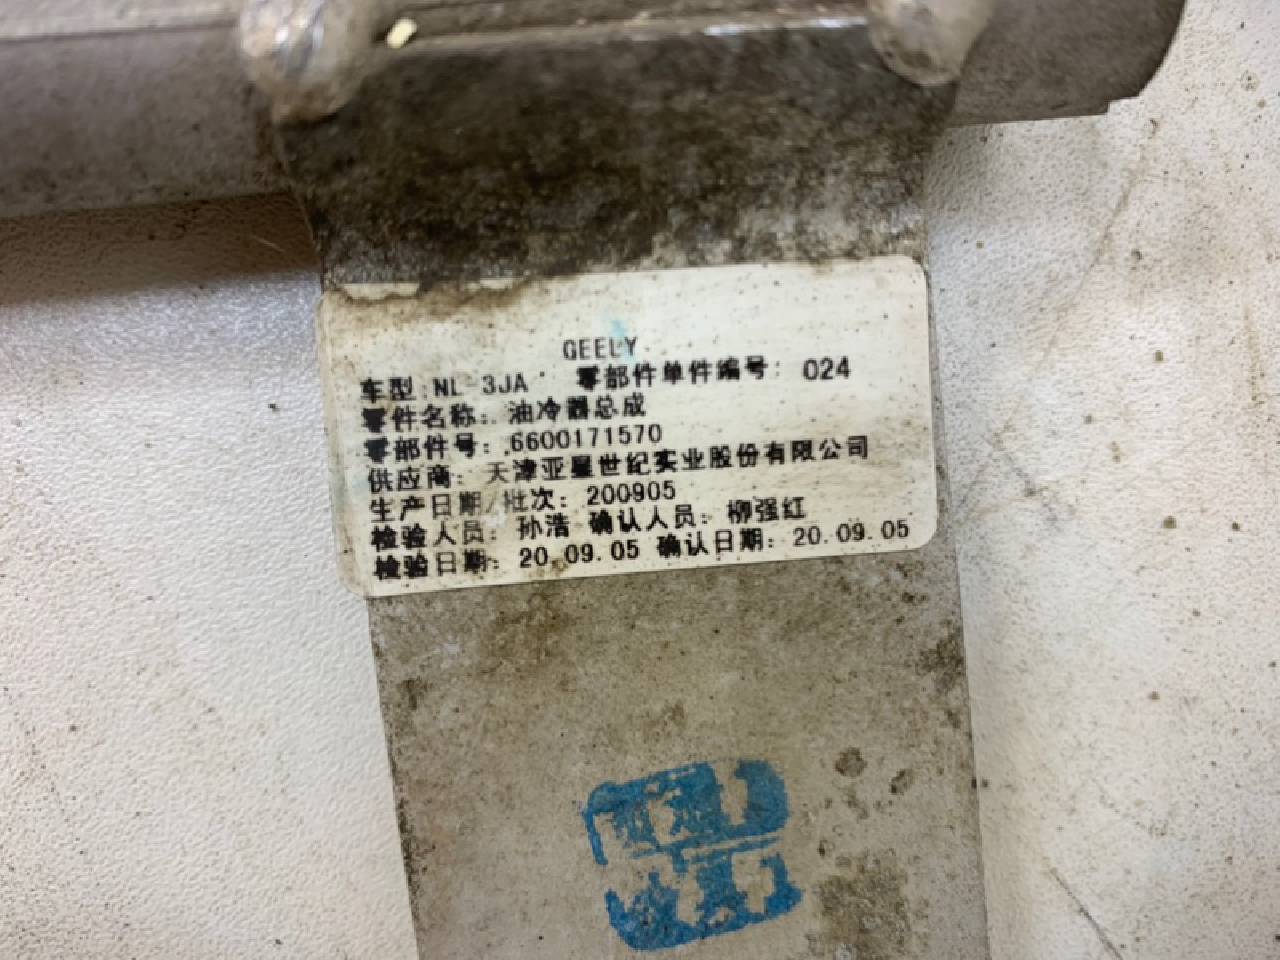 GEELY
车型:NL-3JA 零部件单件编号: 024
零件名称: 油冷器总成
零部件号: 6600171570
供应商: 天津亚星世纪实业股份有限公司
生产日期/批次: 200905
检验人员: 孙浩 确认人员: 柳强红
检验日期: 20.09.05 确认日期: 20.09.05